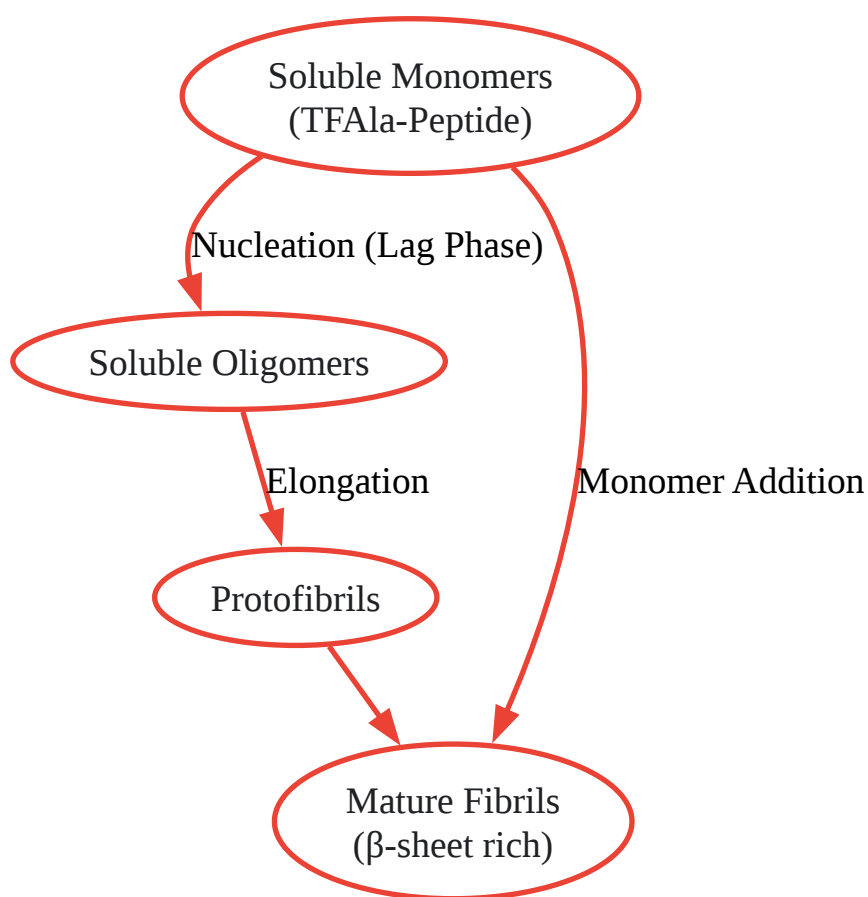 Soluble Monomers
(TFAla-Peptide)
Nucleation (Lag Phase)
Soluble Oligomers
Elongation
Monomer Addition
Protofibrils
Mature Fibrils
(β-sheet rich)